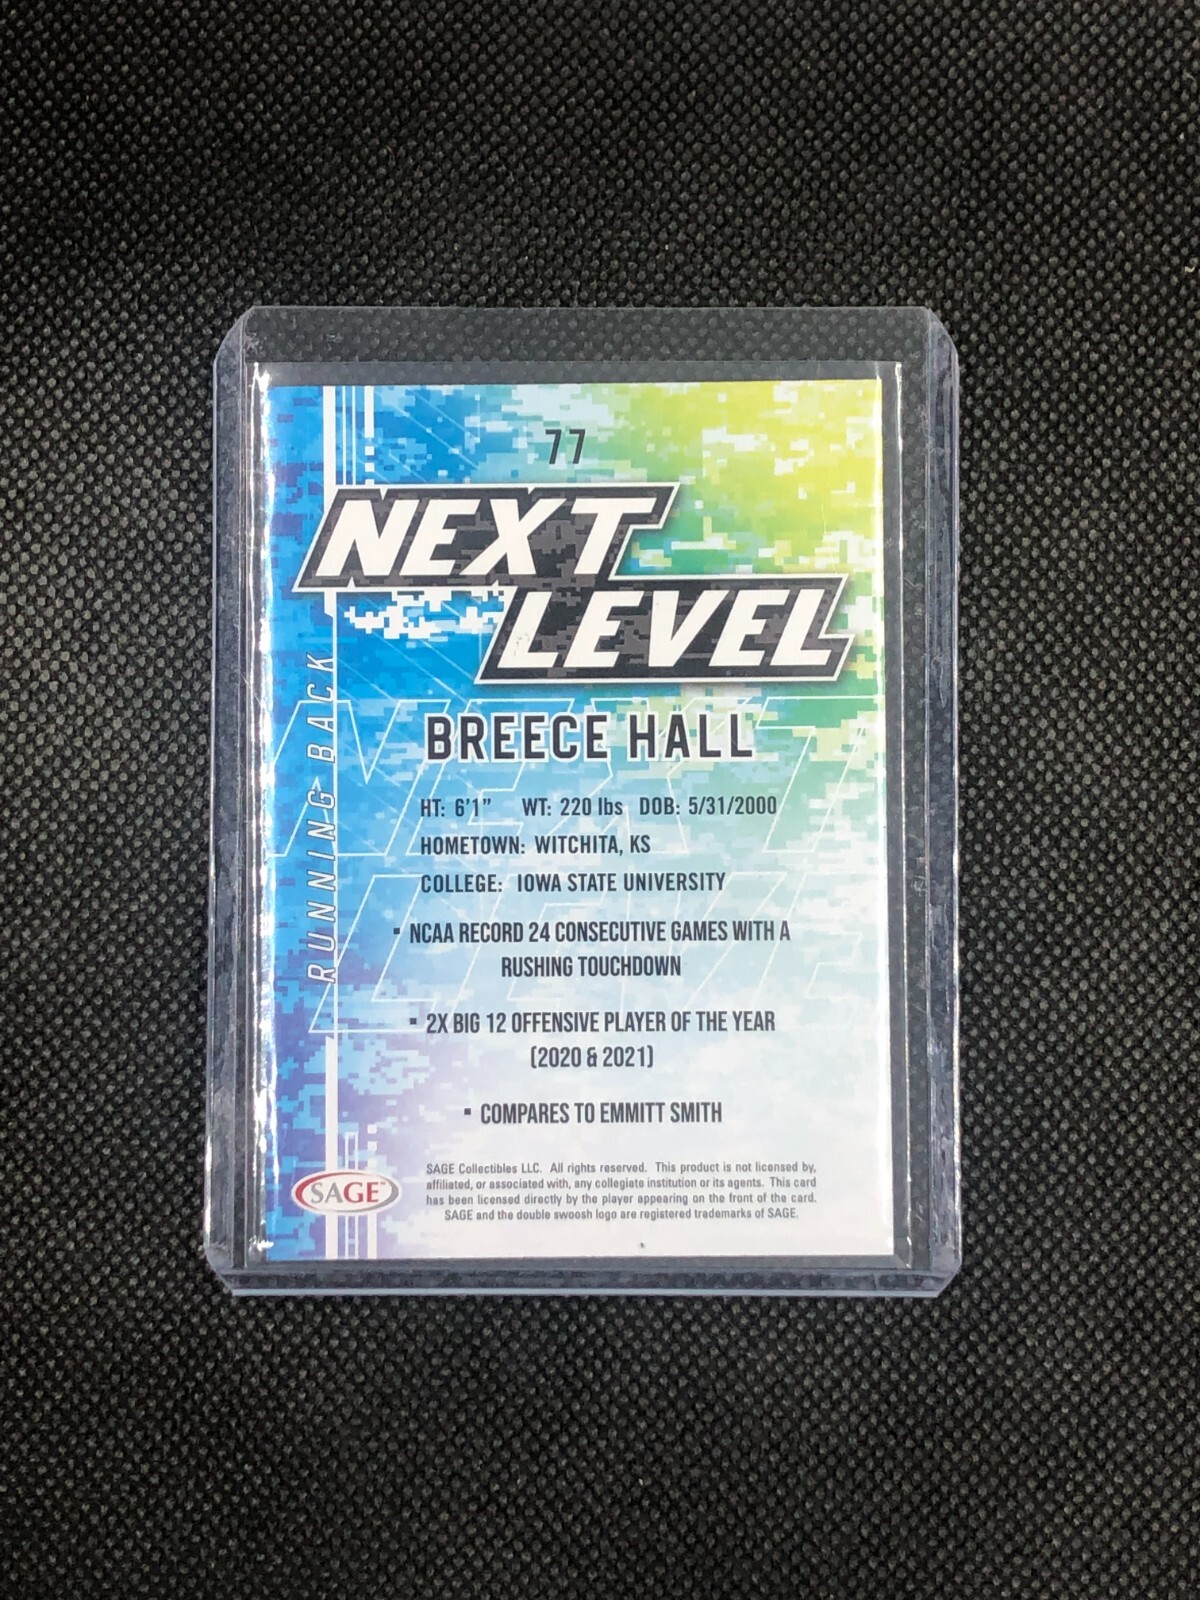 77
NEXT
LEVEL
RUNNING BACK
NEXT
LEVEL
BREECE HALL
HT: 6'1" WT: 220 lbs DOB: 5/31/2000
HOMETOWN: WITCHITA, KS
COLLEGE: IOWA STATE UNIVERSITY
▪ NCAA RECORD 24 CONSECUTIVE GAMES WITH A
RUSHING TOUCHDOWN
▪ 2X BIG 12 OFFENSIVE PLAYER OF THE YEAR
(2020 & 2021)
▪ COMPARES TO EMMITT SMITH
SAGE™
SAGE Collectibles LLC. All rights reserved. This product is not licensed by,
affiliated, or associated with, any collegiate institution or its agents. This card
has been licensed directly by the player appearing on the front of the card.
SAGE and the double swoosh logo are registered trademarks of SAGE.